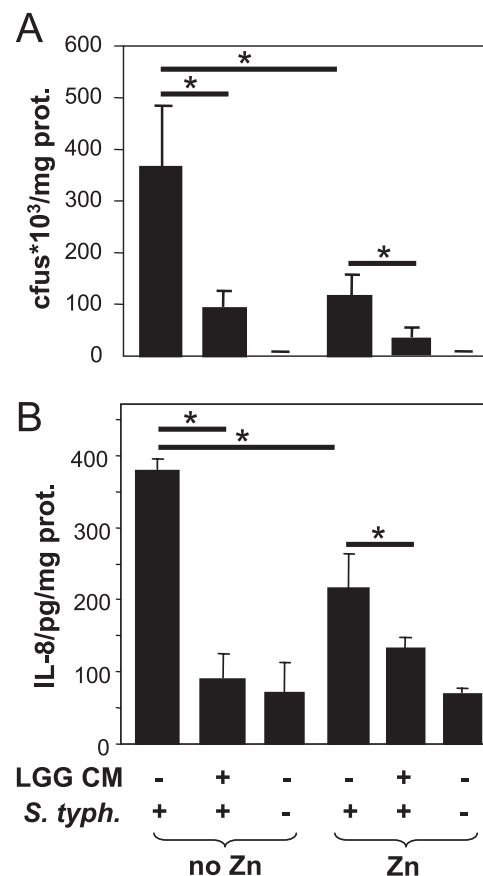 A
600
* *
500
400
300
200
*
100
0
cfus*10³/mg prot.
B
*
*
400
300
*
200
100
0
IL-8/pg/mg prot.
LGG CM - + - - + -
S. typh. + + - + + -
no Zn Zn